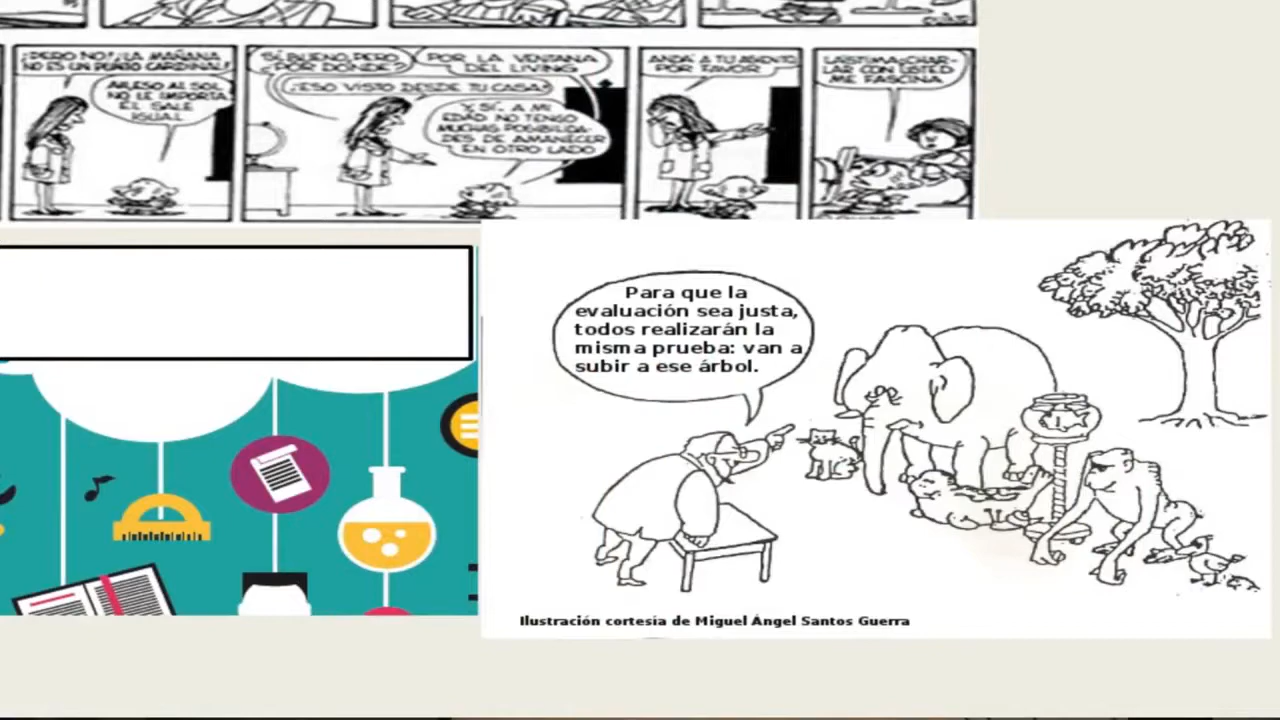 ¡PERO NO! ¡LA MAÑANA
NO ES UN PUNTO CARDINAL!
AH, ESO AL SOL
NO LE IMPORTA
EL SALE
IGUAL
SÍ, BUENO, PERO
¿POR DÓNDE?
POR LA VENTANA
DEL LIVING
¡ESO VISTO DESDE TU CASA!
Y, SÍ. A MI
EDAD NO TENGO
MUCHAS POSIBILIDA-
DES DE AMANECER
EN OTRO LADO
ANDÁ A TU ASIENTO
POR FAVOR
LÁSTIMA, CHAR-
LAR CON USTED
ME FASCINA
Para que la
evaluación sea justa,
todos realizarán la
misma prueba: van a
subir a ese árbol.
Ilustración cortesía de Miguel Ángel Santos Guerra